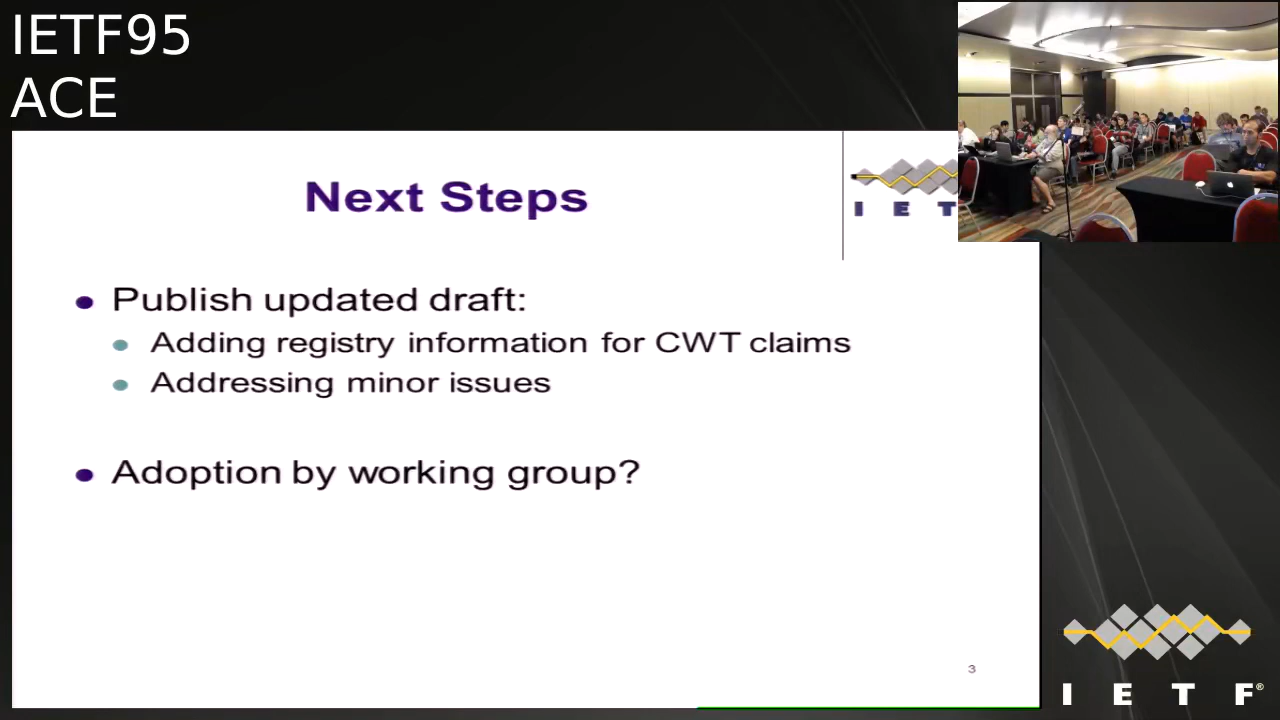 IETF95
ACE
Next Steps
I E T
Publish updated draft:
Adding registry information for CWT claims
Addressing minor issues
Adoption by working group?
3
I E T F®